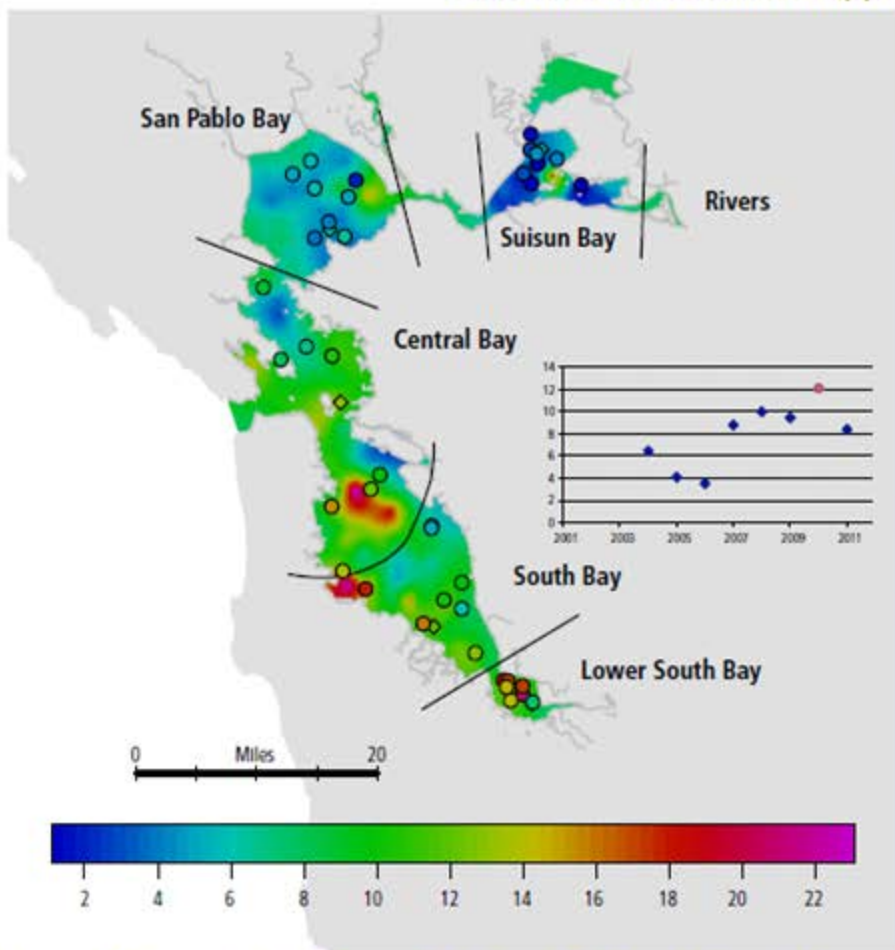 San Pablo Bay
Rivers
Suisun Bay
Central Bay
14
12
10
8
6
4
2
0
2001 2003 2005 2007 2009 2011
South Bay
Lower South Bay
0 Miles 20
2 4 6 8 10 12 14 16 18 20 22